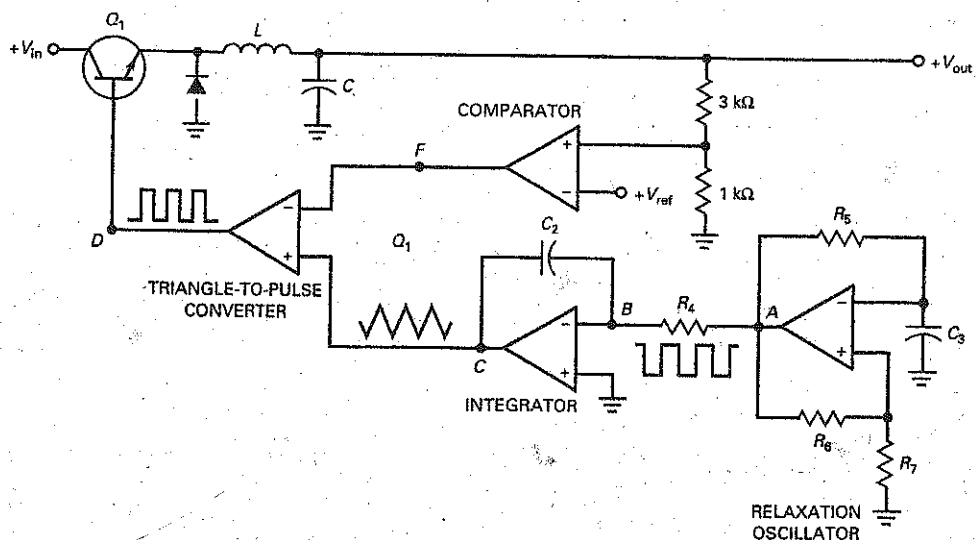 Q1
L
+Vin
+Vout
C
3 kΩ
COMPARATOR
F
+
−
+Vref
1 kΩ
D
−
+
Q1
C2
R5
TRIANGLE-TO-PULSE
CONVERTER
B
R4
A
−
+
C3
−
+
C
INTEGRATOR
R6
R7
RELAXATION
OSCILLATOR